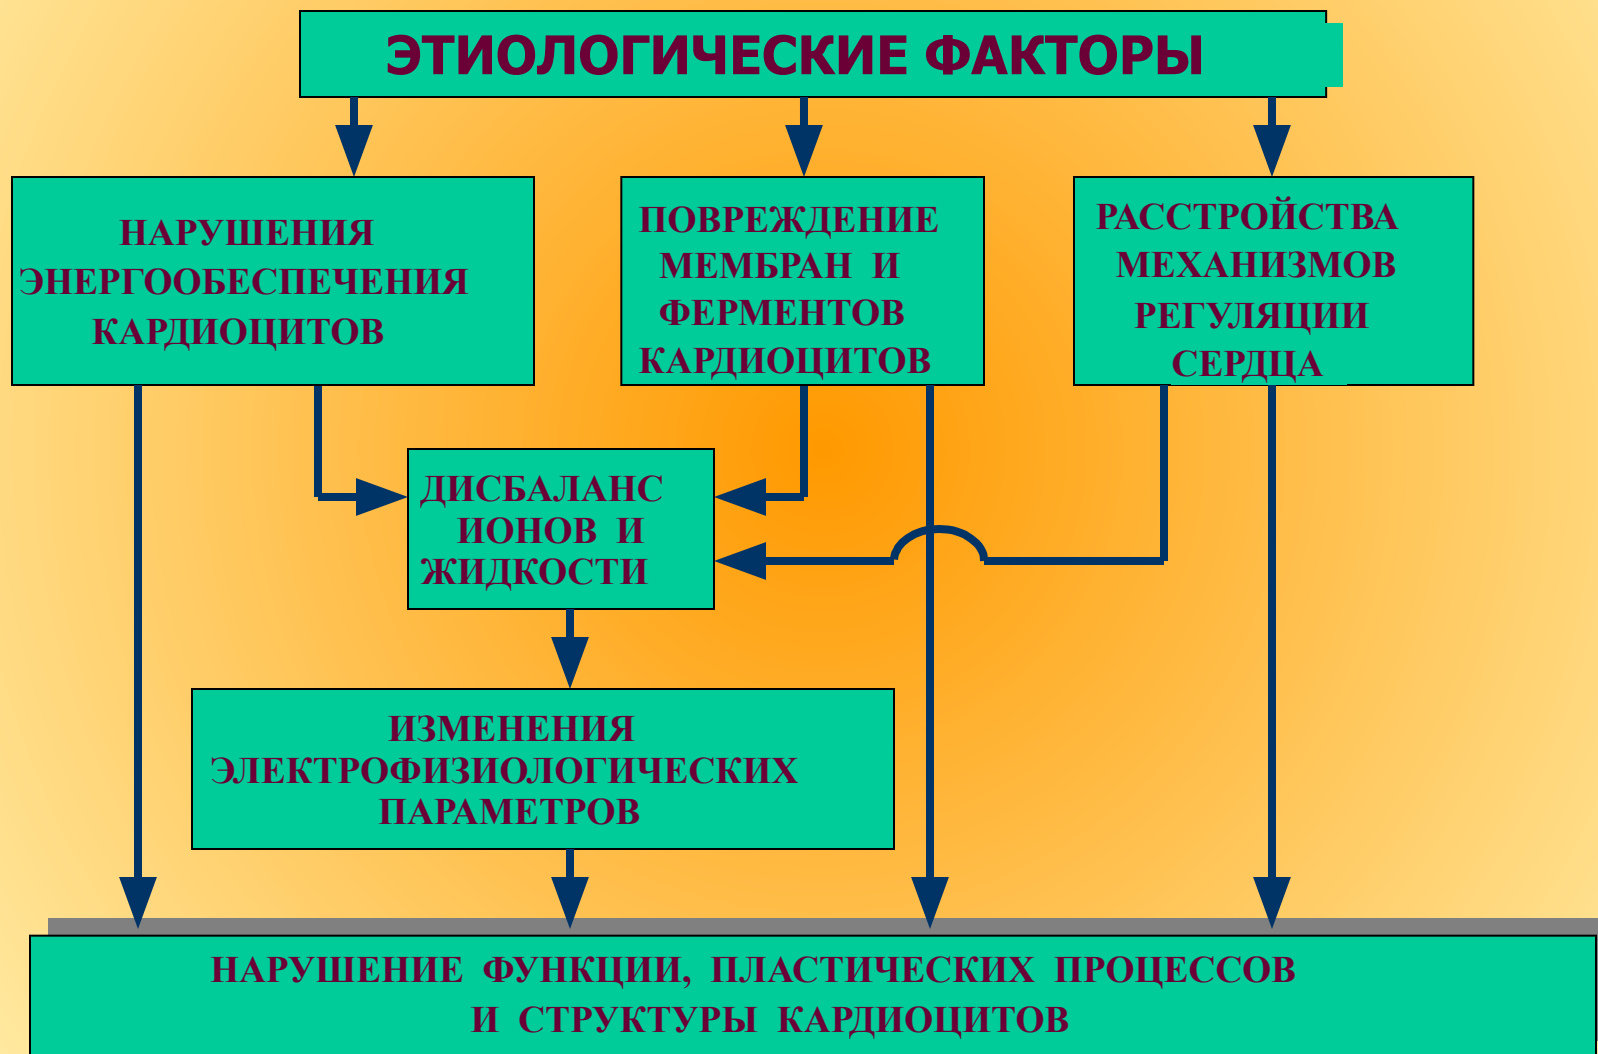 ЭТИОЛОГИЧЕСКИЕ ФАКТОРЫ
НАРУШЕНИЯ
ЭНЕРГООБЕСПЕЧЕНИЯ
КАРДИОЦИТОВ
ПОВРЕЖДЕНИЕ
МЕМБРАН И
ФЕРМЕНТОВ
КАРДИОЦИТОВ
РАССТРОЙСТВА
МЕХАНИЗМОВ
РЕГУЛЯЦИИ
СЕРДЦА
ДИСБАЛАНС
ИОНОВ И
ЖИДКОСТИ
ИЗМЕНЕНИЯ
ЭЛЕКТРОФИЗИОЛОГИЧЕСКИХ
ПАРАМЕТРОВ
НАРУШЕНИЕ ФУНКЦИИ, ПЛАСТИЧЕСКИХ ПРОЦЕССОВ
И СТРУКТУРЫ КАРДИОЦИТОВ